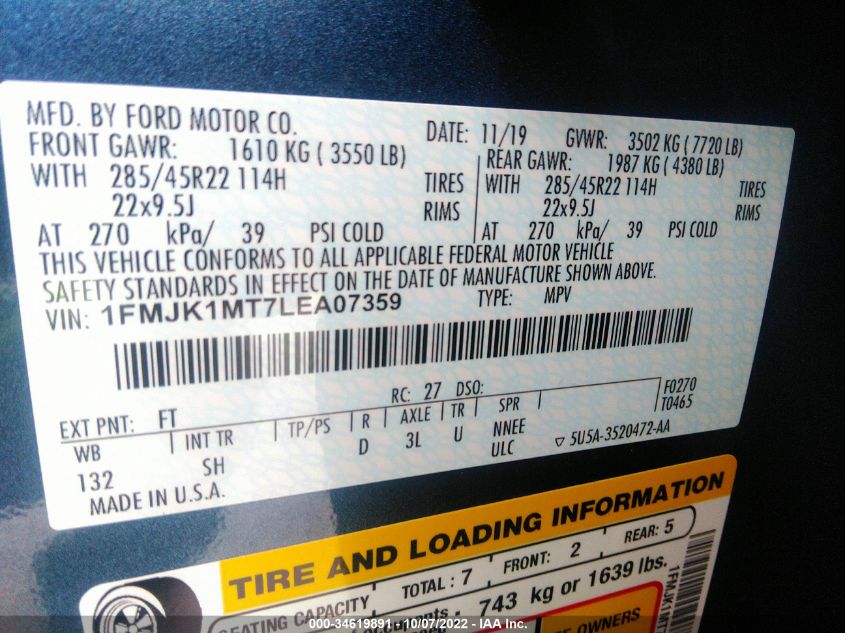 MFD. BY FORD MOTOR CO.
DATE: 11/19 GVWR: 3502 KG ( 7720 LB)
FRONT GAWR: 1610 KG ( 3550 LB)
REAR GAWR: 1987 KG ( 4380 LB)
WITH 285/45R22 114H TIRES
WITH 285/45R22 114H TIRES
22x9.5J RIMS
22x9.5J RIMS
AT 270 kPa/ 39 PSI COLD
AT 270 kPa/ 39 PSI COLD
THIS VEHICLE CONFORMS TO ALL APPLICABLE FEDERAL MOTOR VEHICLE
SAFETY STANDARDS IN EFFECT ON THE DATE OF MANUFACTURE SHOWN ABOVE.
VIN: 1FMJK1MT7LEA07359 TYPE: MPV
EXT PNT: FT RC: 27 DSO: F0270
T0465
WB INT TR TP/PS R AXLE TR SPR
132 SH D 3L U NNEE
ULC ▽ 5U5A-3520472-AA
MADE IN U.S.A.
TIRE AND LOADING INFORMATION
SEATING CAPACITY TOTAL : 7 FRONT: 2 REAR: 5
743 kg or 1639 lbs.
OWNERS
1FMJK1MT7
000-34619891 - 10/07/2022 - IAA Inc.